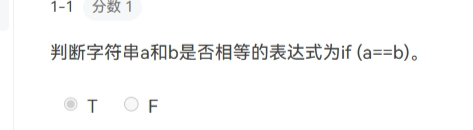 1-1 分数 1
判断字符串a和b是否相等的表达式为if (a==b)。
T F